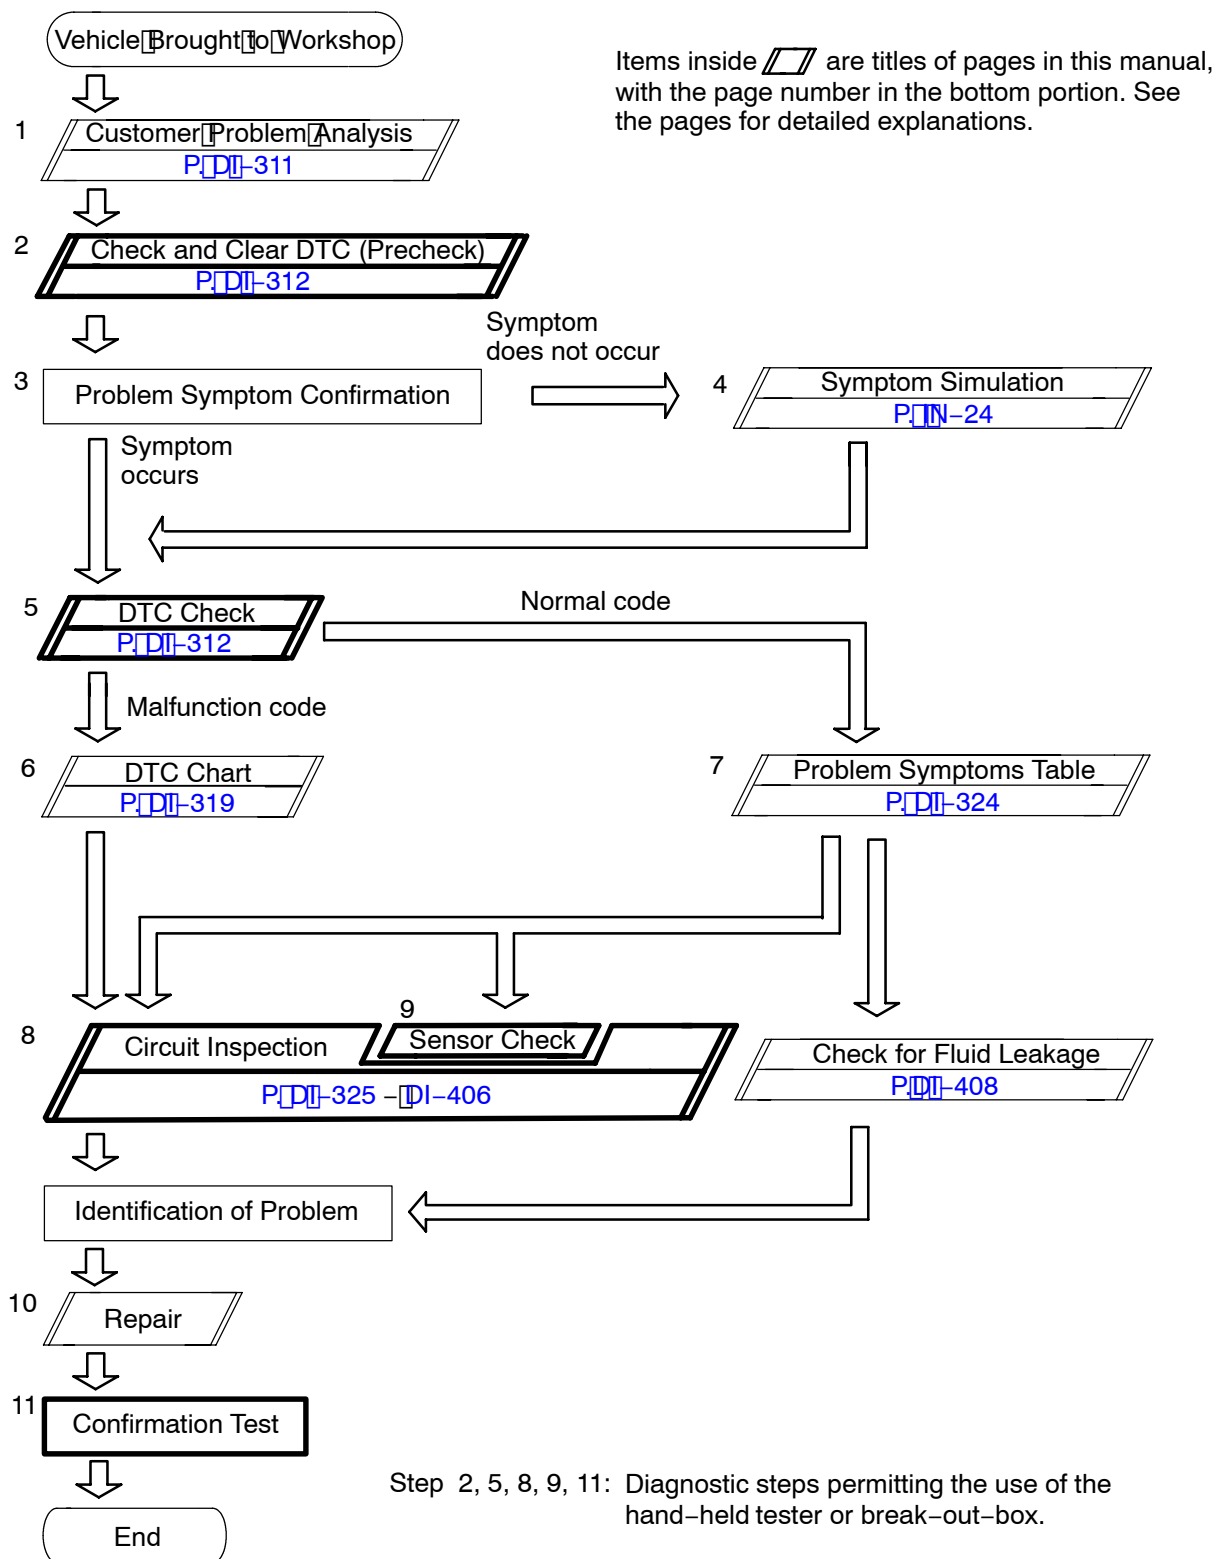 Vehicle Brought to Workshop
Items inside are titles of pages in this manual,
with the page number in the bottom portion. See
the pages for detailed explanations.
1
Customer Problem Analysis
P. DI−311
2
Check and Clear DTC (Precheck)
P. DI−312
Symptom
does not occur
3
Problem Symptom Confirmation
4
Symptom Simulation
P. IN−24
Symptom
occurs
5
DTC Check
P. DI−312
Normal code
Malfunction code
6
DTC Chart
P. DI−319
7
Problem Symptoms Table
P. DI−324
8
Circuit Inspection
9
Sensor Check
P. DI−325 − DI−406
Check for Fluid Leakage
P. DI−408
Identification of Problem
10
Repair
11
Confirmation Test
Step 2, 5, 8, 9, 11: Diagnostic steps permitting the use of the
hand−held tester or break−out−box.
End